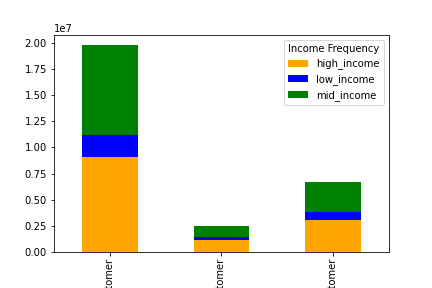 1e7
2.00
1.75
1.50
1.25
1.00
0.75
0.50
0.25
0.00
Income Frequency
high_income
low_income
mid_income
tomer
tomer
tomer